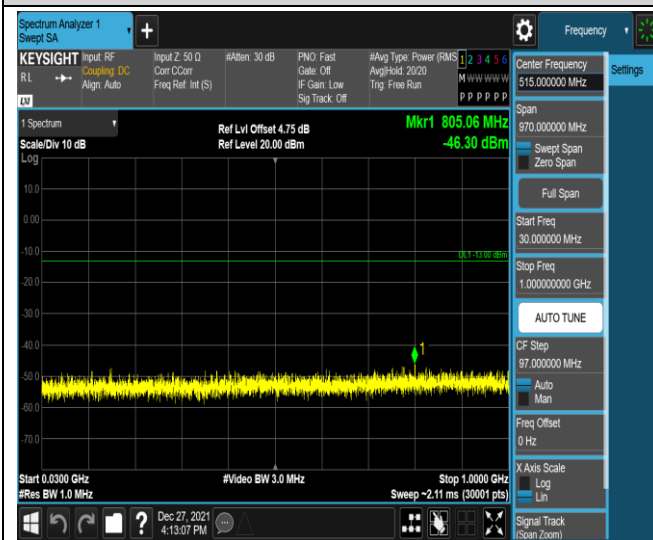 Spectrum Analyzer 1
Swept SA
+
Frequency
KEYSIGHT
RL
LXI
Input: RF
Coupling: DC
Align: Auto
Input Z: 50 Ω
Corr CCorr
Freq Ref: Int (S)
#Atten: 30 dB
PNO: Fast
Gate: Off
IF Gain: Low
Sig Track: Off
#Avg Type: Power (RMS
Avg|Hold: 20/20
Trig: Free Run
1 2 3 4 5 6
M W W W W W
P P P P P P
1 Spectrum
Scale/Div 10 dB
Log
Ref Lvl Offset 4.75 dB
Ref Level 20.00 dBm
Mkr1 805.06 MHz
-46.30 dBm
10.0
0.00
-10.0
DL1 -13.00 dBm
-20.0
-30.0
-40.0
1
-50.0
-60.0
-70.0
Start 0.0300 GHz
#Video BW 3.0 MHz
Stop 1.0000 GHz
#Res BW 1.0 MHz
Sweep ~2.11 ms (30001 pts)
?
Dec 27, 2021
4:13:07 PM
Center Frequency
515.000000 MHz
Settings
Span
970.000000 MHz
Swept Span
Zero Span
Full Span
Start Freq
30.000000 MHz
Stop Freq
1.000000000 GHz
AUTO TUNE
CF Step
97.000000 MHz
Auto
Man
Freq Offset
0 Hz
X Axis Scale
Log
Lin
Signal Track
(Span Zoom)